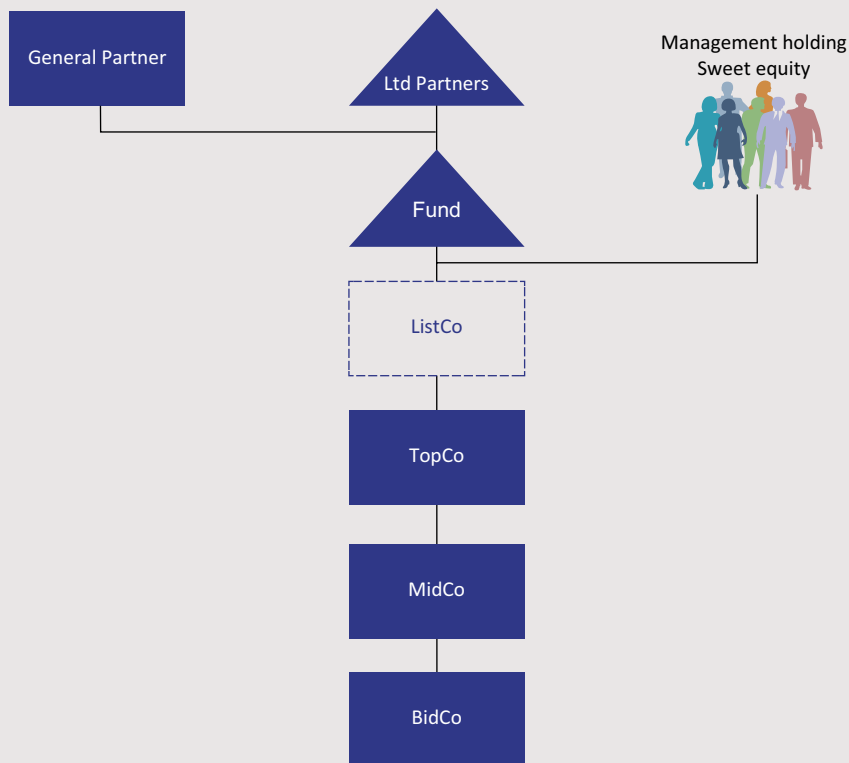 General Partner
Ltd Partners
Management holding
Sweet equity
Fund
ListCo
TopCo
MidCo
BidCo